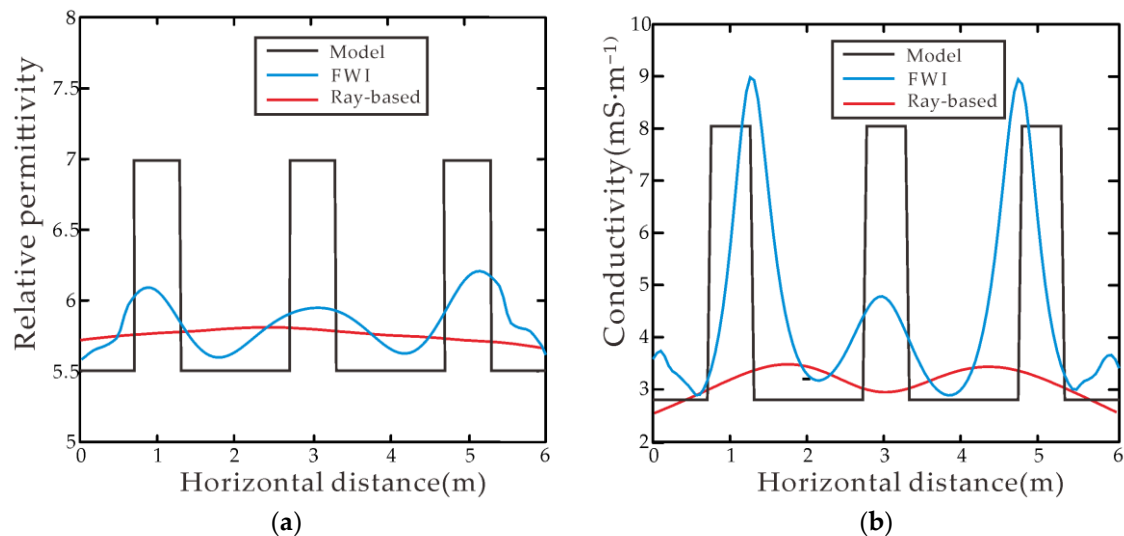 Relative permittivity
8
7.5
7
6.5
6
5.5
5
Model
FWI
Ray-based
0 1 2 3 4 5 6
Horizontal distance(m)
(a)
Conductivity(mS·m⁻¹)
10
9
8
7
6
5
4
3
2
Model
FWI
Ray-based
0 1 2 3 4 5 6
Horizontal distance(m)
(b)